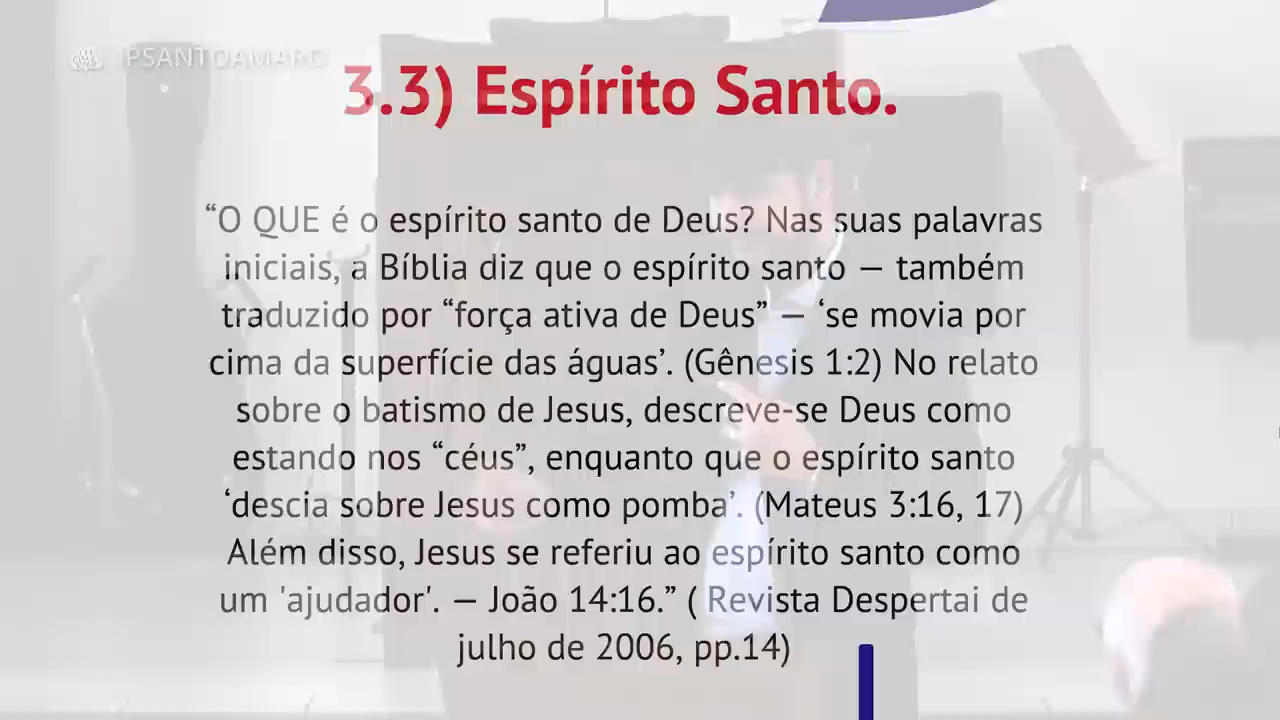 IPSANTOAMARO
3.3) Espírito Santo.
“O QUE é o espírito santo de Deus? Nas suas palavras
iniciais, a Bíblia diz que o espírito santo — também
traduzido por “força ativa de Deus” — ‘se movia por
cima da superfície das águas’. (Gênesis 1:2) No relato
sobre o batismo de Jesus, descreve-se Deus como
estando nos “céus”, enquanto que o espírito santo
‘descia sobre Jesus como pomba’. (Mateus 3:16, 17)
Além disso, Jesus se referiu ao espírito santo como
um 'ajudador'. — João 14:16.” ( Revista Despertai de
julho de 2006, pp.14)